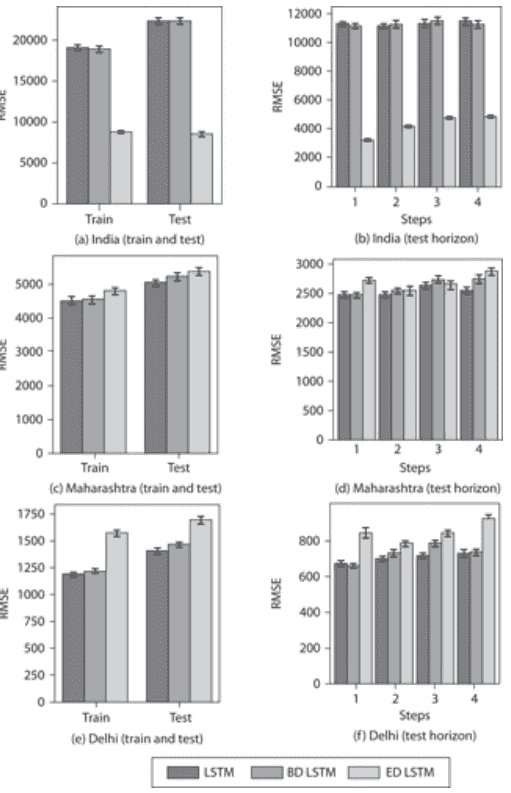 RMSE
20000
15000
10000
5000
0
Train Test
(a) India (train and test)
RMSE
12000
10000
8000
6000
4000
2000
0
1 2 3 4
Steps
(b) India (test horizon)
RMSE
5000
4000
3000
2000
1000
0
Train Test
(c) Maharashtra (train and test)
RMSE
3000
2500
2000
1500
1000
500
0
1 2 3 4
Steps
(d) Maharashtra (test horizon)
RMSE
1750
1500
1250
1000
750
500
250
0
Train Test
(e) Delhi (train and test)
RMSE
800
600
400
200
0
1 2 3 4
Steps
(f) Delhi (test horizon)
LSTM BD LSTM ED LSTM